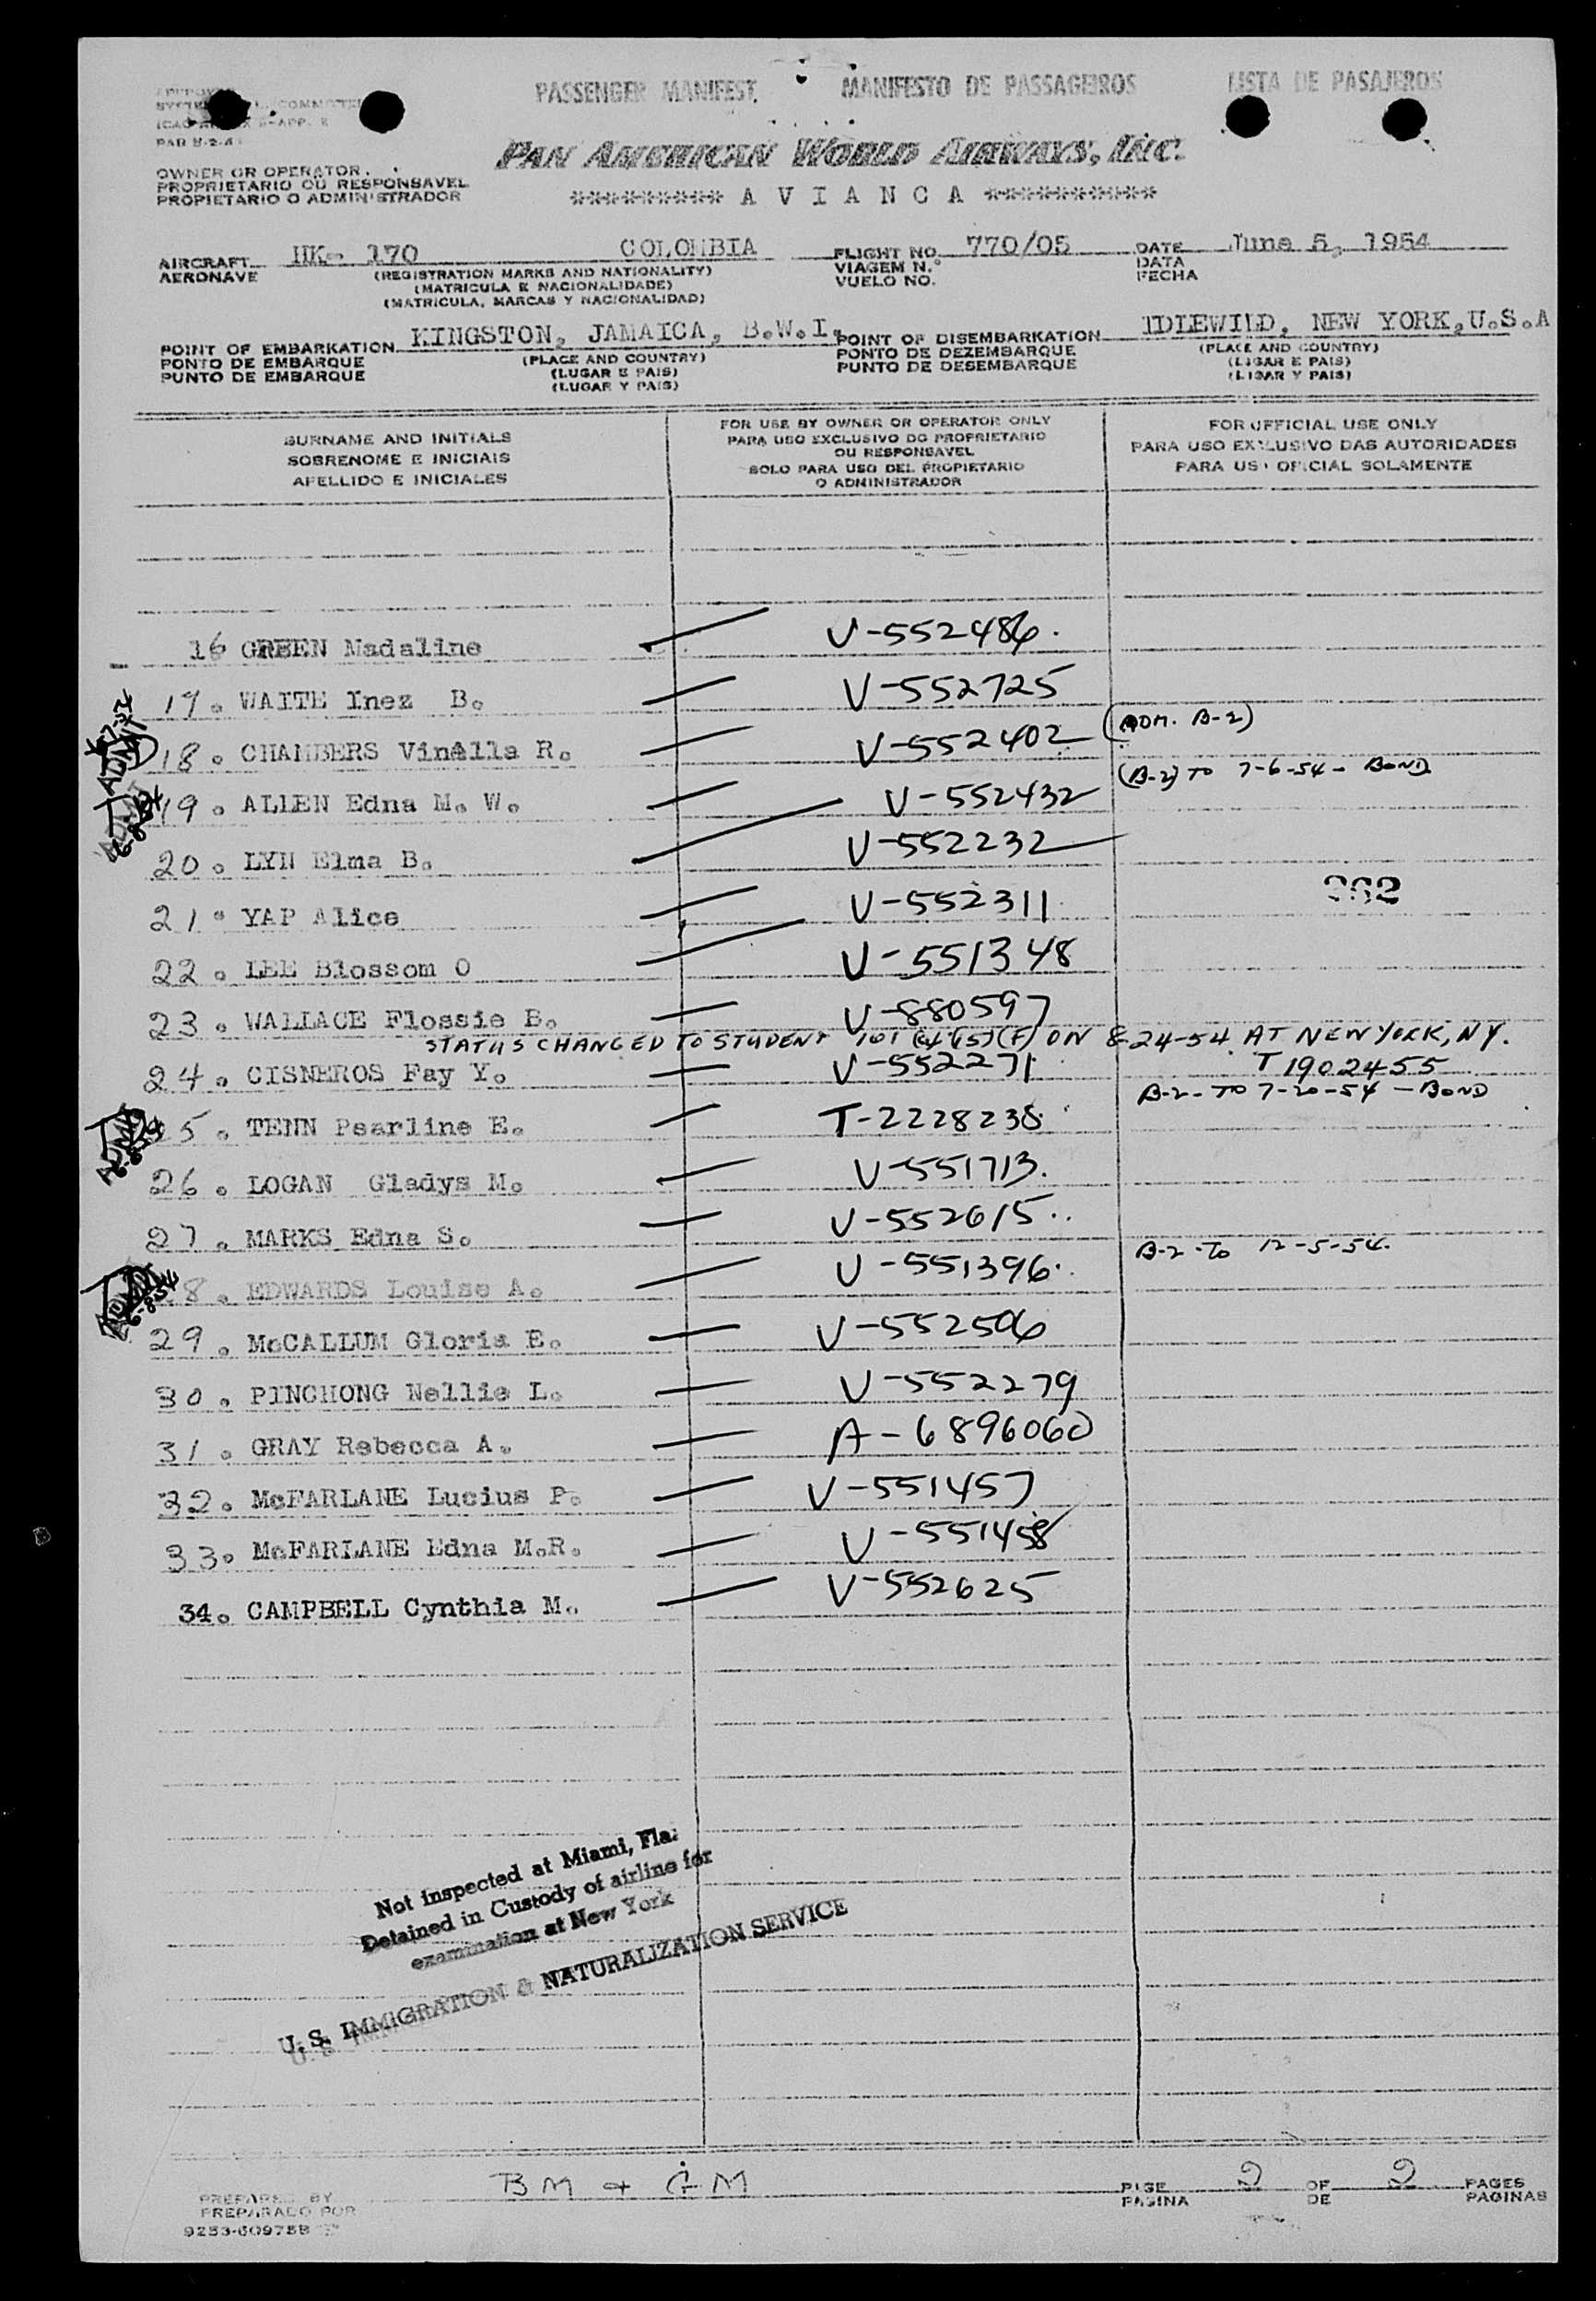 PASSENGER MANIFEST. MANIFESTO DE PASSAGEIROS LISTA DE PASAJEROS
PAN AMERICAN WORLD AIRWAYS, INC.
********* A V I A N C A **********
OWNER OR OPERATOR.
PROPRIETARIO OU RESPONSAVEL
PROPIETARIO O ADMINISTRADOR
AIRCRAFT HK- 170 COLOMBIA FLIGHT NO. 770/05 DATE June 5, 1954
AERONAVE (REGISTRATION MARKS AND NATIONALITY) VIAGEM N.° DATA
(MATRICULA E NACIONALIDADE) VUELO NO. FECHA
(MATRICULA, MARCAS Y NACIONALIDAD)
POINT OF EMBARKATION KINGSTON, JAMAICA, B.W.I. POINT OF DISEMBARKATION IDLEWILD, NEW YORK, U.S.A
PONTO DE EMBARQUE (PLACE AND COUNTRY) PONTO DE DEZEMBARQUE (PLACE AND COUNTRY)
PUNTO DE EMBARQUE (LUGAR E PAIS) PUNTO DE DESEMBARQUE (LUGAR E PAIS)
(LUGAR Y PAIS) (LUGAR Y PAIS)
SURNAME AND INITIALS
SOBRENOME E INICIAIS
APELLIDO E INICIALES
FOR USE BY OWNER OR OPERATOR ONLY
PARA USO EXCLUSIVO DO PROPRIETARIO
OU RESPONSAVEL
SOLO PARA USO DEL PROPIETARIO
O ADMINISTRADOR
FOR OFFICIAL USE ONLY
PARA USO EXCLUSIVO DAS AUTORIDADES
PARA USO OFICIAL SOLAMENTE
16 GREEN Madaline V-552486.
17. WAITE Inez B. V-552725
18. CHAMBERS Vinella R. V-552402 (ADM. B-2)
19. ALLEN Edna M. W. V-552432 (B-2) TO 7-6-54 - BOND
20. LYN Elma B. V-552232
21. YAP Alice V-552311
22. LEE Blossom O V-551348
23. WALLACE Flossie B. V-880597
STATUS CHANGED TO STUDENT 101 (a)(15)(F) ON 8-24-54 AT NEW YORK, NY.
24. CISNEROS Fay Y. V-552271 T1902455
25. TENN Pearline E. T-2228238 B-2- TO 7-20-54 - BOND
26. LOGAN Gladys M. V-551713.
27. MARKS Edna S. V-552615..
28. EDWARDS Louise A. V-551396. B-2-To 12-5-54.
29. McCALLUM Gloria E. V-552506
30. PINCHONG Nellie L. V-552279
31. GRAY Rebecca A. A-6896060
32. McFARLANE Lucius P. V-551457
33. McFARLANE Edna M.R. V-551458
34. CAMPBELL Cynthia M. V-552625
Not inspected at Miami, Fla.
Detained in Custody of airline for
examination at New York
U.S. IMMIGRATION & NATURALIZATION SERVICE
PREPARED BY BM + GM PAGE 2 OF 2 PAGES
PREPARADO POR PAGINA DE PAGINAS